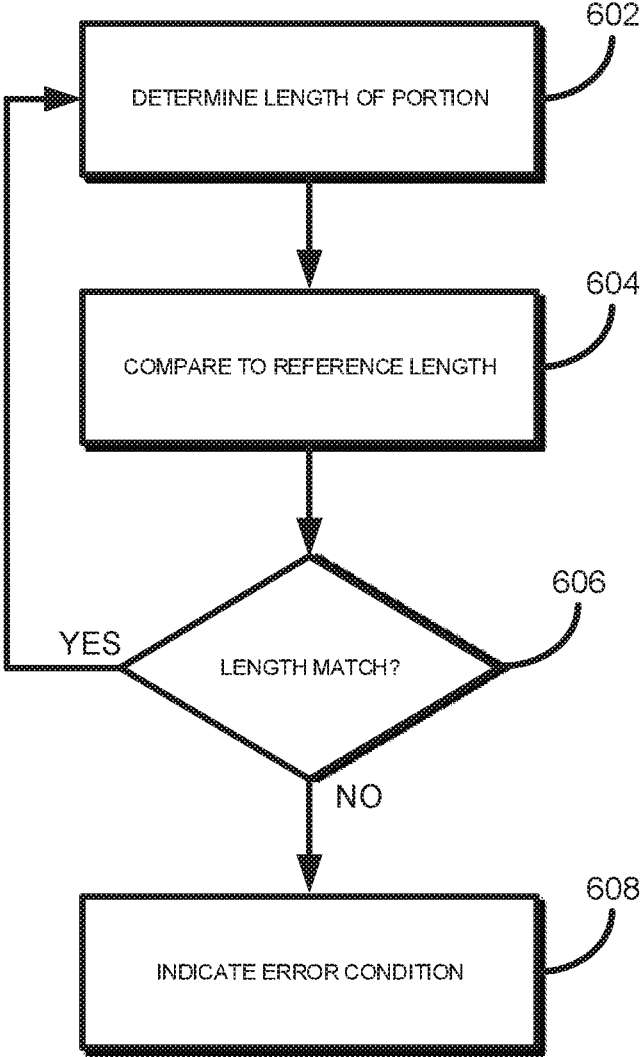 602
DETERMINE LENGTH OF PORTION
604
COMPARE TO REFERENCE LENGTH
606
YES
LENGTH MATCH?
NO
608
INDICATE ERROR CONDITION